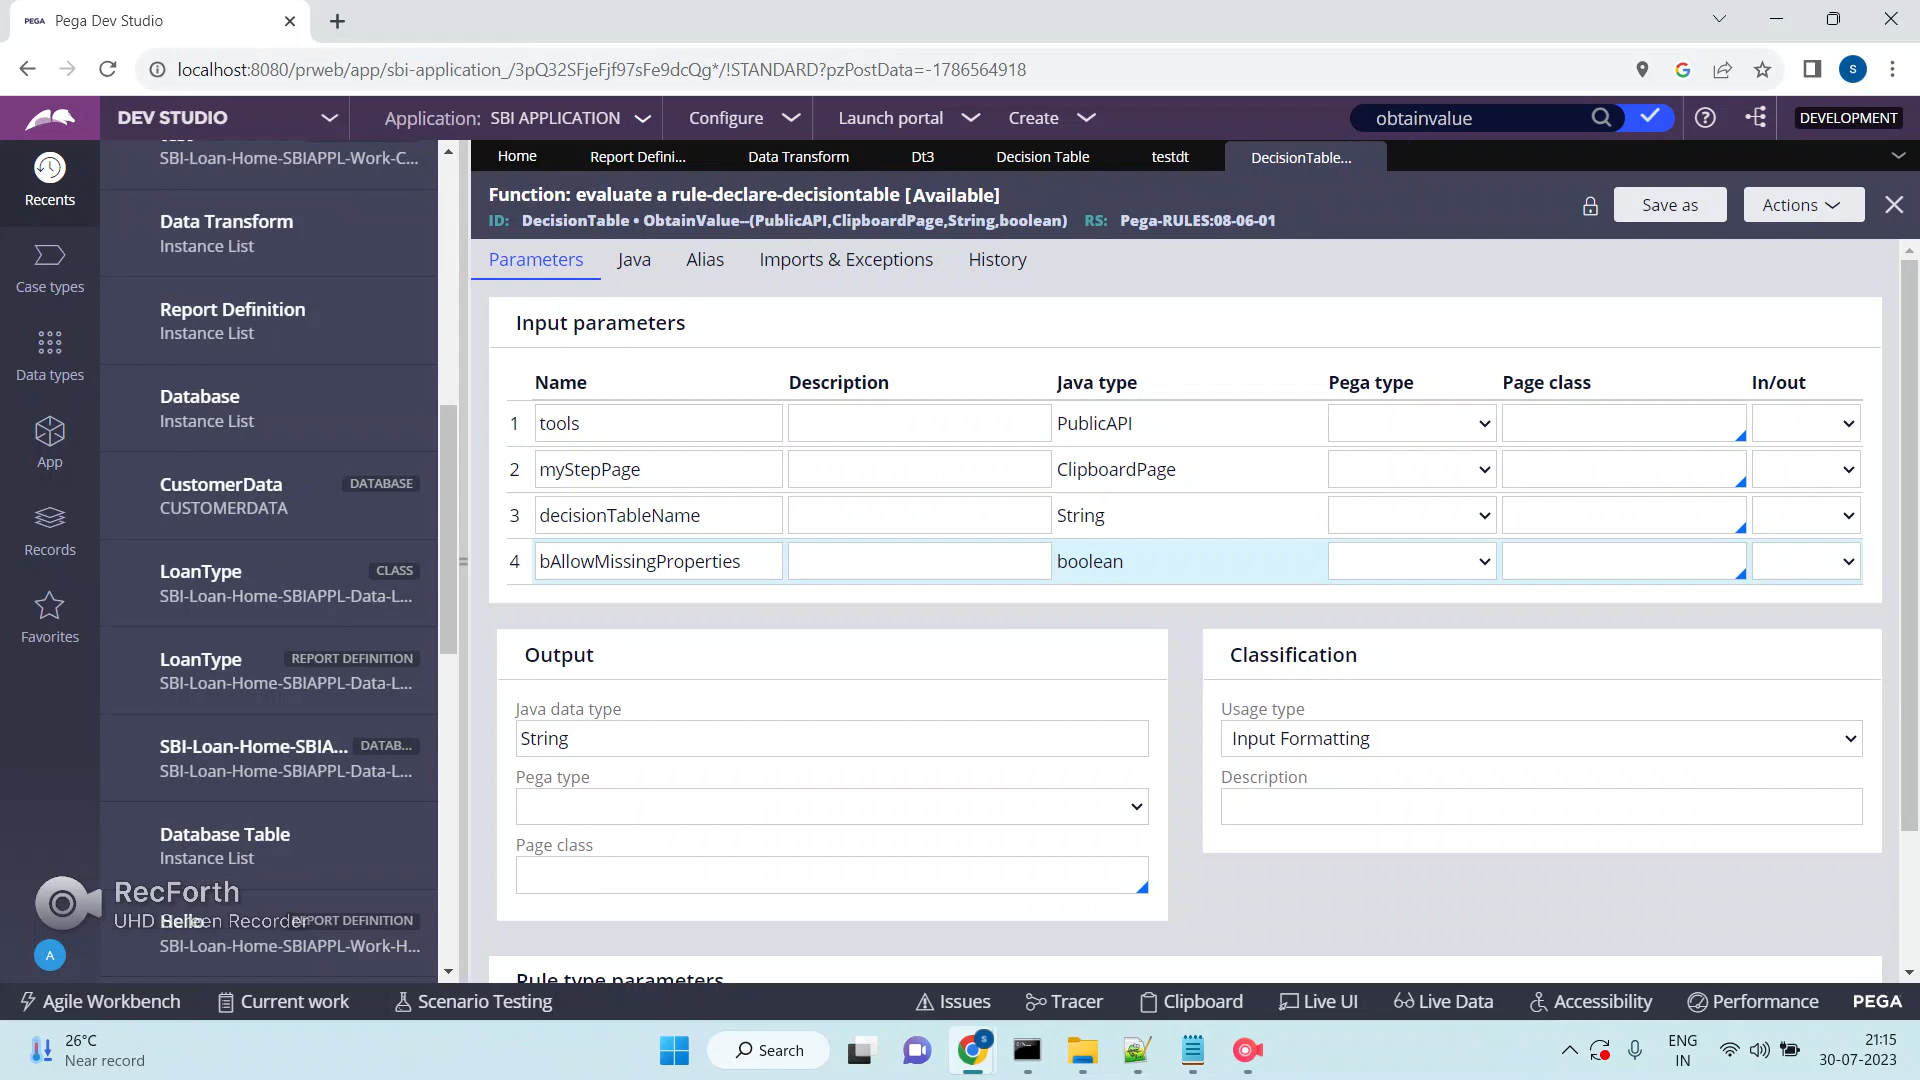 PEGA Pega Dev Studio
localhost:8080/prweb/app/sbi-application_/3pQ32SFjeFjf97sFe9dcQg*/!STANDARD?pzPostData=-1786564918
S
DEV STUDIO
Application: SBI APPLICATION
Configure
Launch portal
Create
obtainvalue
DEVELOPMENT
Recents
Case types
Data types
App
Records
Favorites
A
SBI-Loan-Home-SBIAPPL-Work-C...
Data Transform
Instance List
Report Definition
Instance List
Database
Instance List
CustomerData DATABASE
CUSTOMERDATA
LoanType CLASS
SBI-Loan-Home-SBIAPPL-Data-L...
LoanType REPORT DEFINITION
SBI-Loan-Home-SBIAPPL-Data-L...
SBI-Loan-Home-SBIA... DATAB...
SBI-Loan-Home-SBIAPPL-Data-L...
Database Table
Instance List
Hello REPORT DEFINITION
SBI-Loan-Home-SBIAPPL-Work-H...
RecForth
UHD Screen Recorder
Home Report Defini... Data Transform Dt3 Decision Table testdt DecisionTable...
Function: evaluate a rule-declare-decisiontable [Available]
ID: DecisionTable • ObtainValue--(PublicAPI,ClipboardPage,String,boolean) RS: Pega-RULES:08-06-01
Save as
Actions
Parameters Java Alias Imports & Exceptions History
Input parameters
Name Description Java type Pega type Page class In/out
1 tools PublicAPI
2 myStepPage ClipboardPage
3 decisionTableName String
4 bAllowMissingProperties boolean
Output
Java data type
String
Pega type
Page class
Classification
Usage type
Input Formatting
Description
Rule type parameters
Agile Workbench Current work Scenario Testing Issues Tracer Clipboard Live UI Live Data Accessibility Performance PEGA
26°C
Near record
Search
S
ENG
IN
21:15
30-07-2023